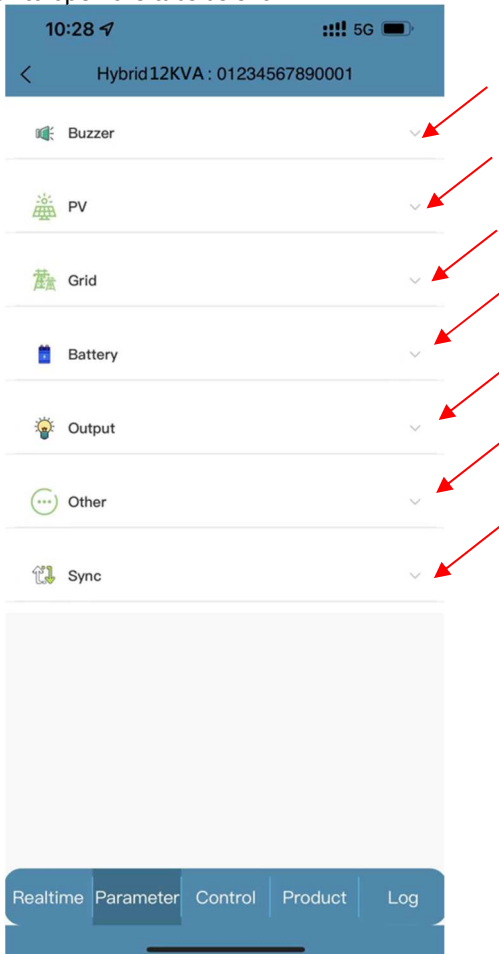 10:28 5G
Hybrid12KVA : 01234567890001
Buzzer
PV
Grid
Battery
Output
Other
Sync
Realtime Parameter Control Product Log